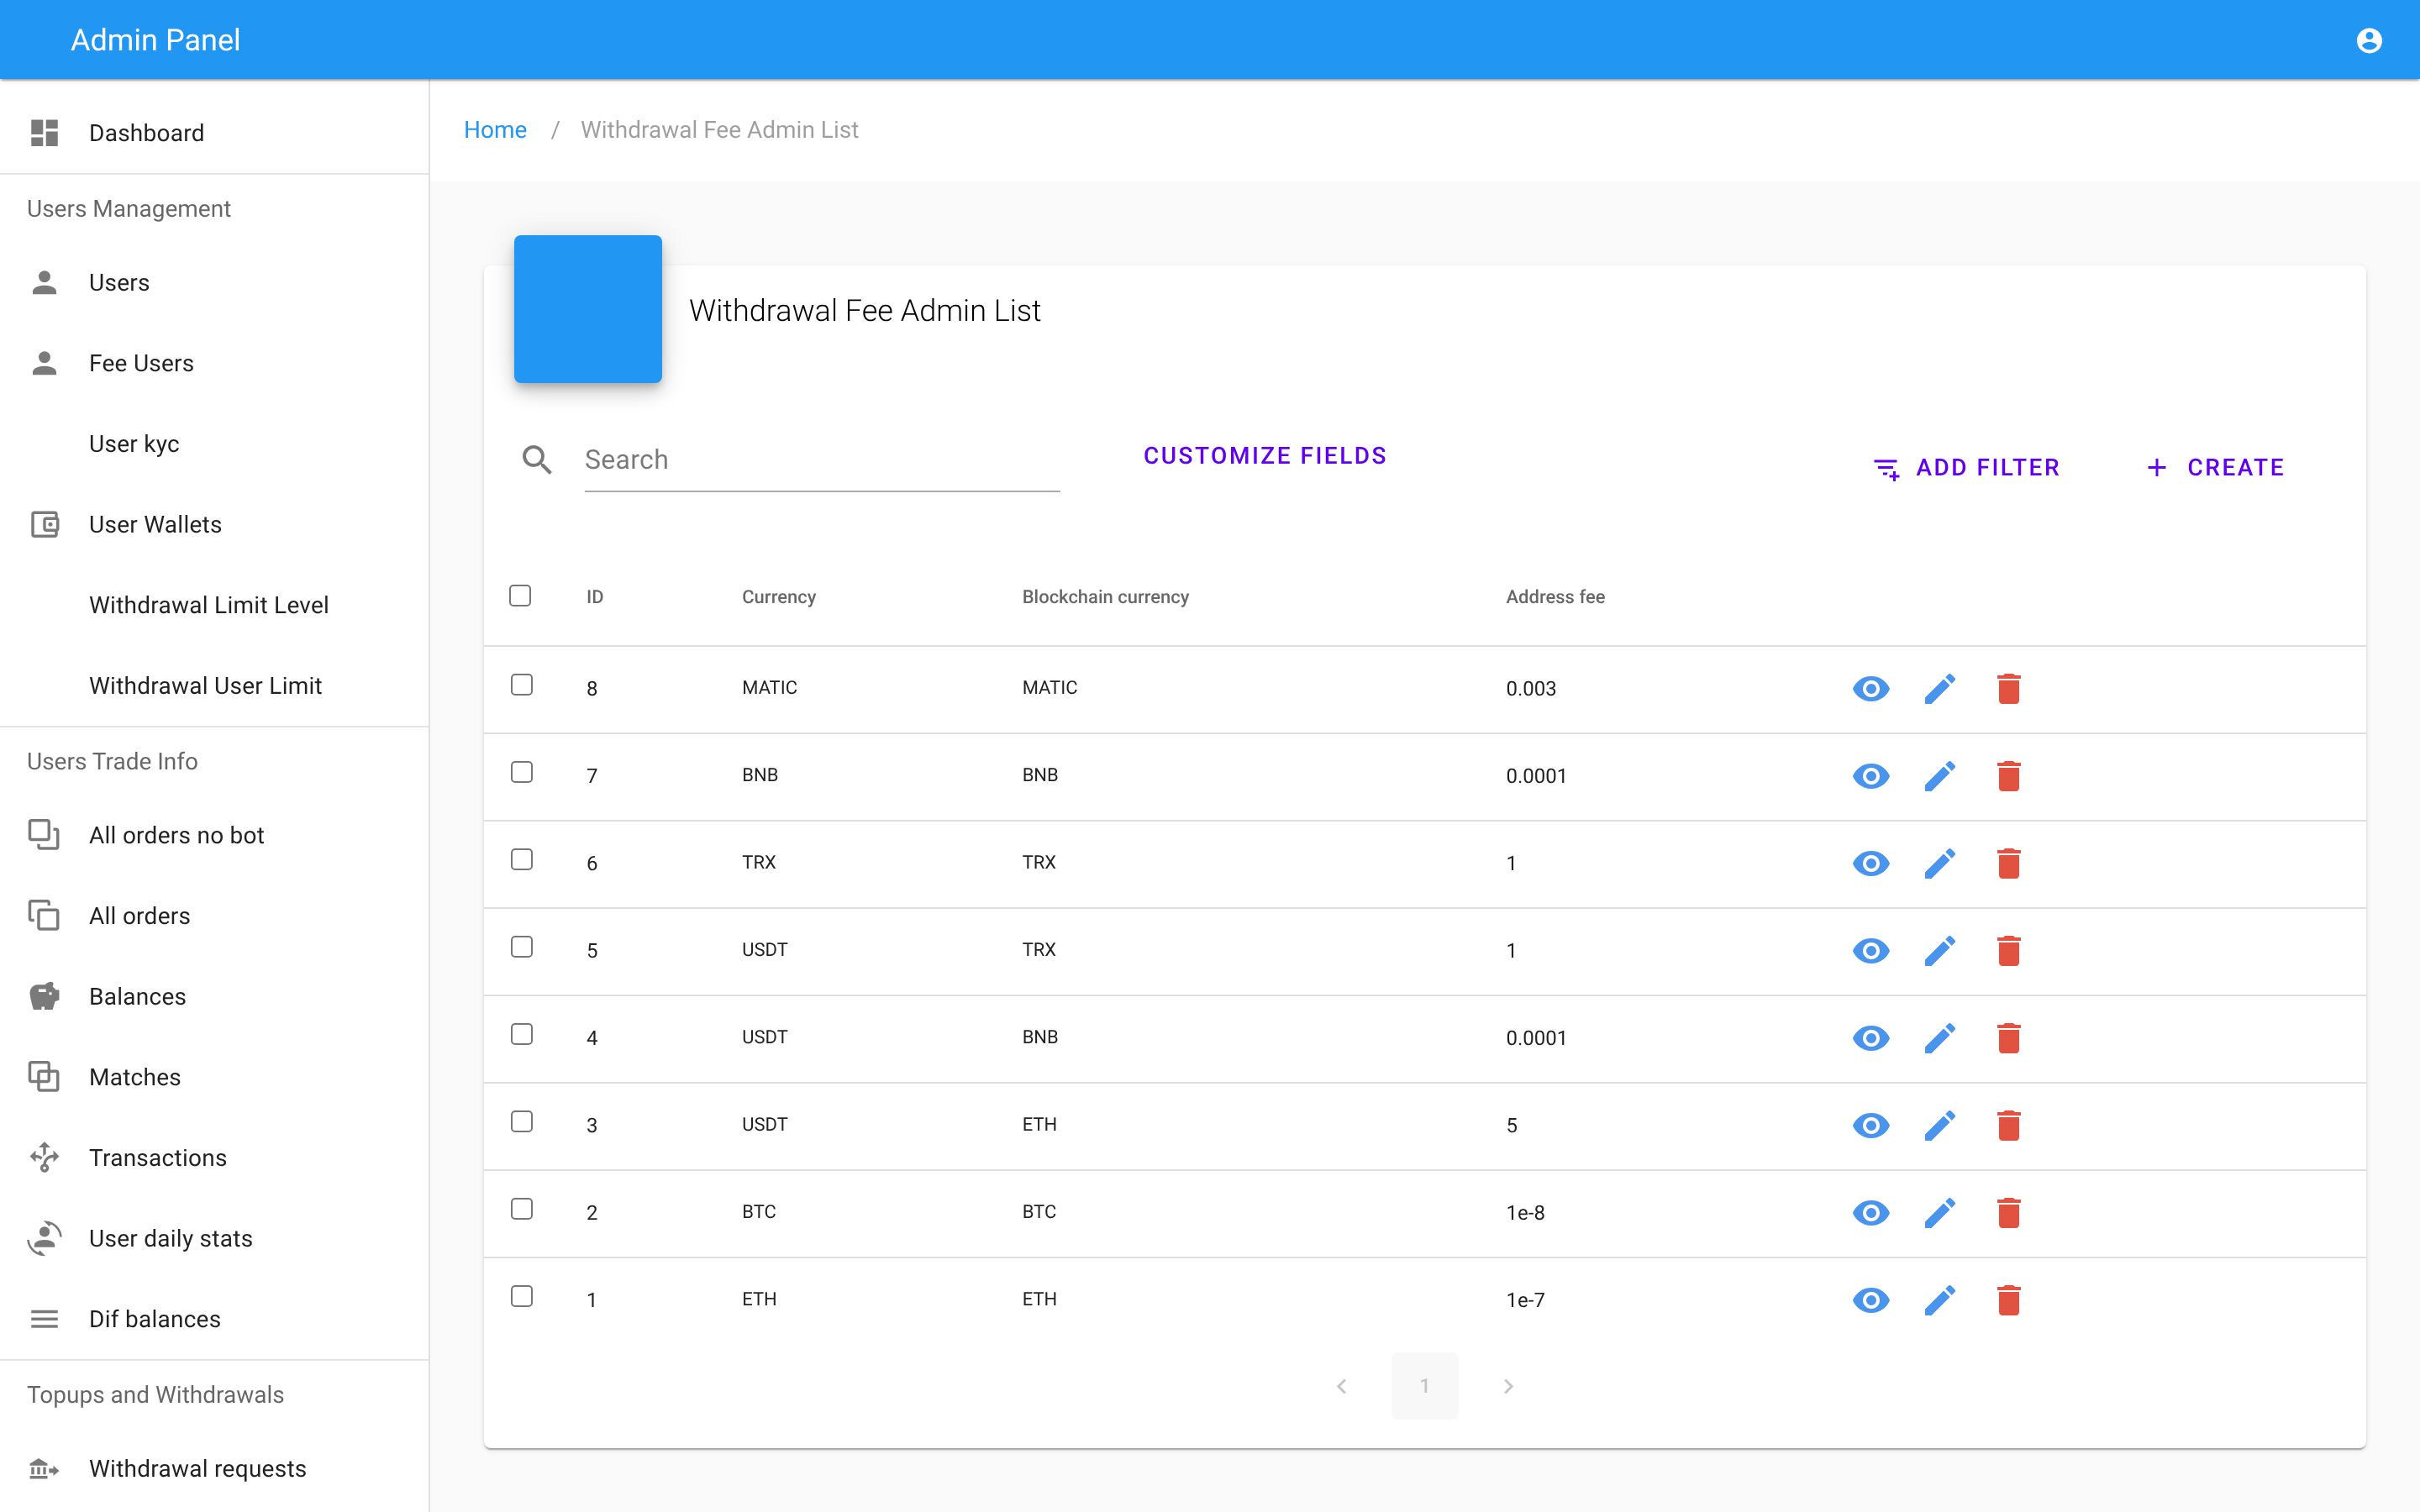 Admin Panel
Dashboard
Users Management
Users
Fee Users
User kyc
User Wallets
Withdrawal Limit Level
Withdrawal User Limit
Users Trade Info
All orders no bot
All orders
Balances
Matches
Transactions
User daily stats
Dif balances
Topups and Withdrawals
Withdrawal requests
Home / Withdrawal Fee Admin List
Withdrawal Fee Admin List
Search
CUSTOMIZE FIELDS
ADD FILTER
+ CREATE
ID Currency Blockchain currency Address fee
8 MATIC MATIC 0.003
7 BNB BNB 0.0001
6 TRX TRX 1
5 USDT TRX 1
4 USDT BNB 0.0001
3 USDT ETH 5
2 BTC BTC 1e-8
1 ETH ETH 1e-7
1